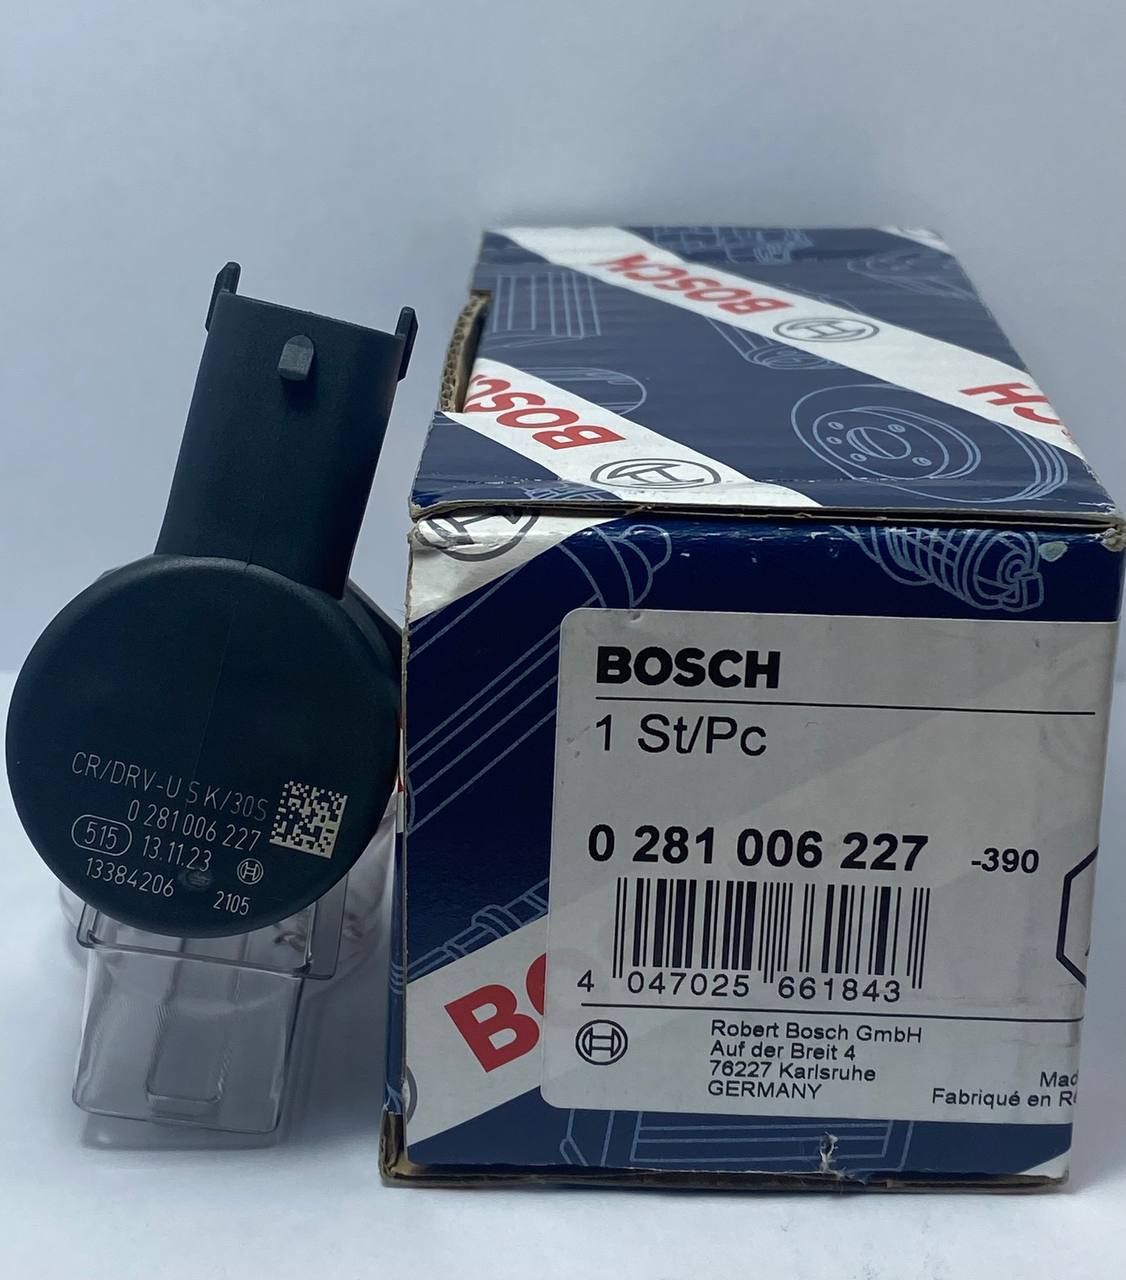 BOSCH
BOSCH
CH
BOSCH
1 St/Pc
0 281 006 227 -390
4 047025 661843
Robert Bosch GmbH
Auf der Breit 4
76227 Karlsruhe
GERMANY
Fabriqué en
B
CR/DRV-USK/30S
0 281 006 227
515 13.11.23
13384206 2105